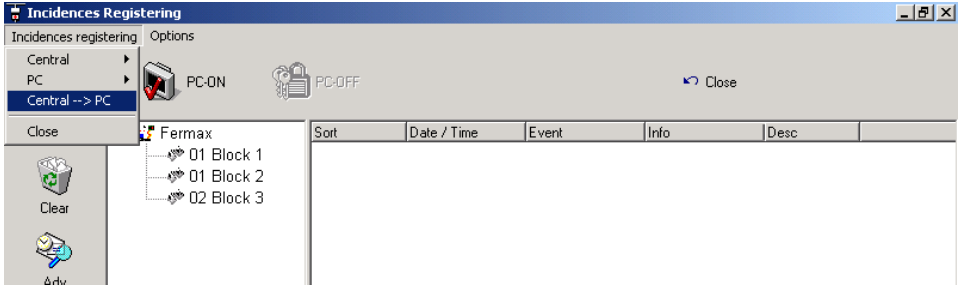 Incidences Registering
Incidences registering Options
Central
PC
Central --> PC
Close
PC-ON PC-OFF Close
Fermax
01 Block 1
01 Block 2
02 Block 3
Sort Date / Time Event Info Desc
Clear
Adv